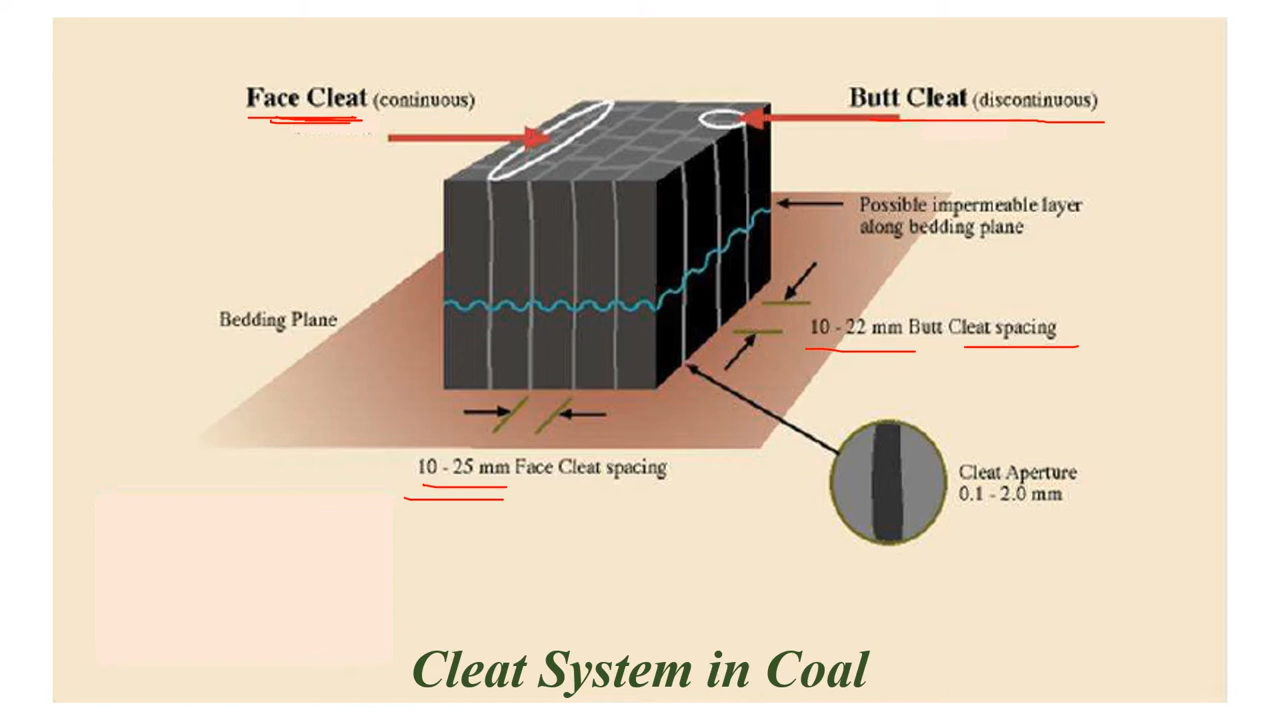 Face Cleat (continuous)
Butt Cleat (discontinuous)
Possible impermeable layer
along bedding plane
Bedding Plane
10 - 22 mm Butt Cleat spacing
10 - 25 mm Face Cleat spacing
Cleat Aperture
0.1 - 2.0 mm
Cleat System in Coal